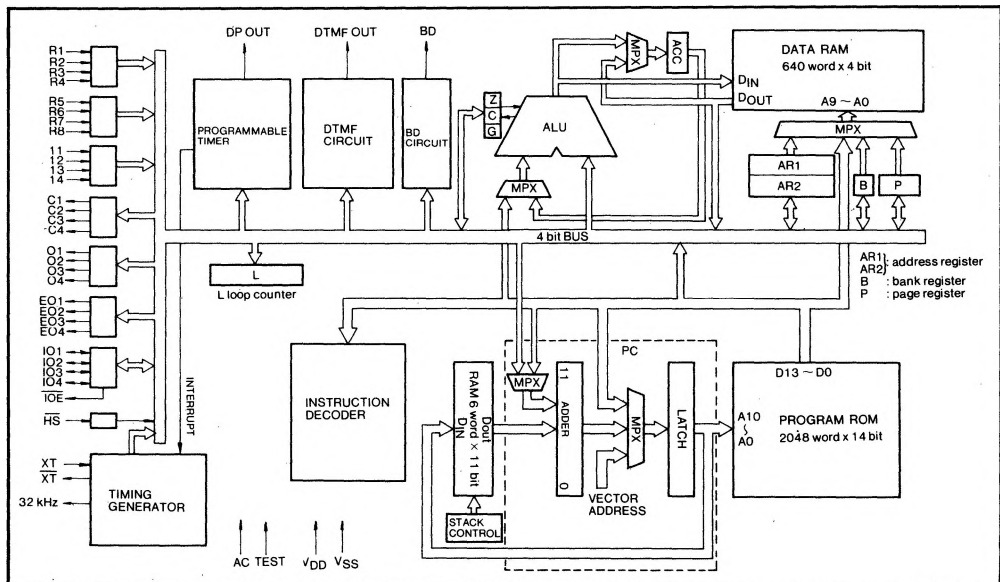 DP OUT
DTMF OUT
BD
R1
R2
R3
R4
R5
R6
R7
R8
11
12
13
14
C1
C2
C3
C4
O1
O2
O3
O4
EO1
EO2
EO3
EO4
IO1
IO2
IO3
IO4
IOE
HS
XT
XT
32 kHz
PROGRAMMABLE
TIMER
DTMF
CIRCUIT
BD
CIRCUIT
Z
C
G
ALU
MPX
MPX
ACC
DATA RAM
640 word x 4 bit
DIN
DOUT
A9 ~ A0
MPX
AR1
AR2
B
P
4 bit BUS
L
L loop counter
AR1
AR2
: address register
B : bank register
P : page register
INTERRUPT
TIMING
GENERATOR
INSTRUCTION
DECODER
AC
TEST
VDD
VSS
RAM 6 word × 11 bit
DIN
Dout
STACK
CONTROL
PC
MPX
11
ADDER
0
MPX
VECTOR
ADDRESS
LATCH
D13 ~ D0
A10
~
A0
PROGRAM ROM
2048 word x 14 bit